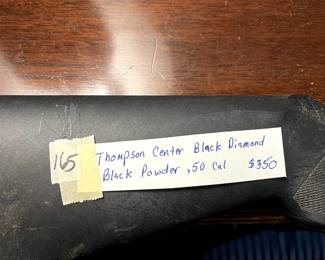 165
Thompson Center Black Diamond
Black Powder .50 Cal $350